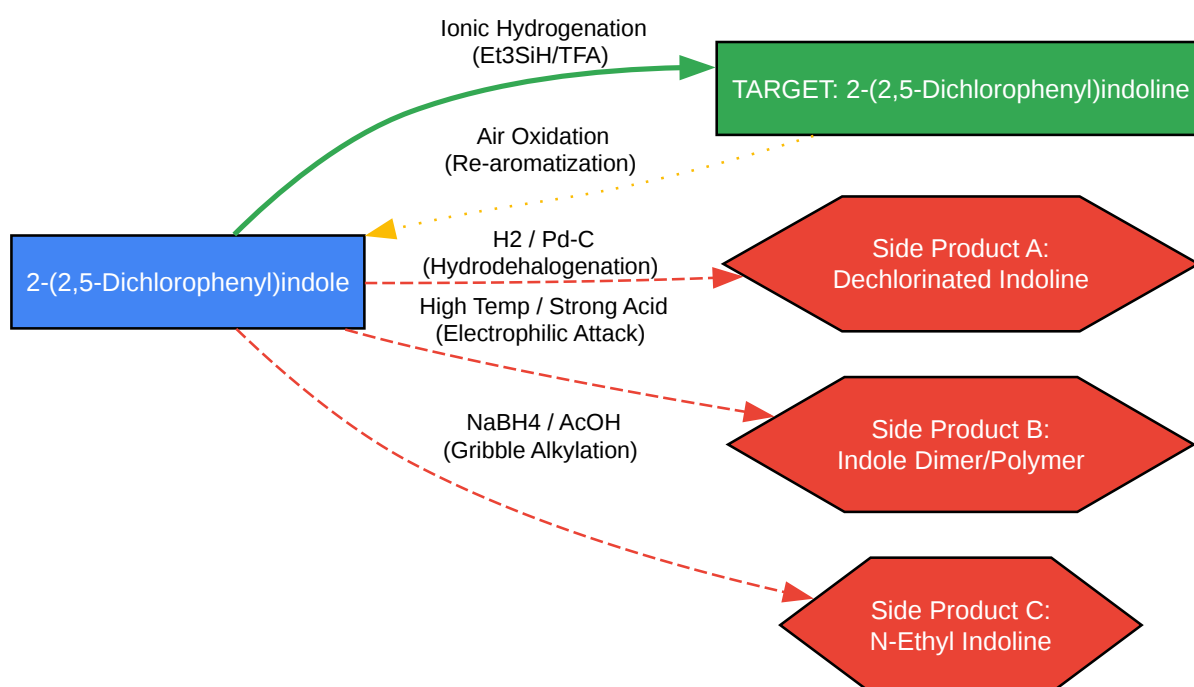 Ionic Hydrogenation
(Et3SiH/TFA)
TARGET: 2-(2,5-Dichlorophenyl)indoline
Air Oxidation
(Re-aromatization)
2-(2,5-Dichlorophenyl)indole
H2 / Pd-C
(Hydrodehalogenation)
Side Product A:
Dechlorinated Indoline
High Temp / Strong Acid
(Electrophilic Attack)
Side Product B:
Indole Dimer/Polymer
NaBH4 / AcOH
(Gribble Alkylation)
Side Product C:
N-Ethyl Indoline